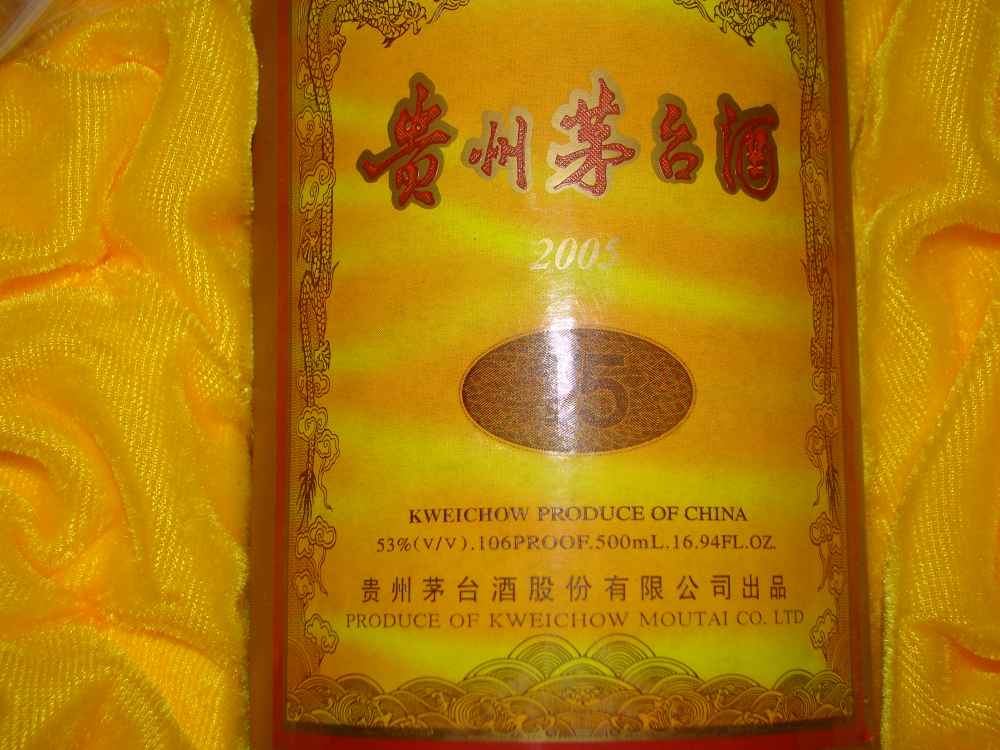 贵州茅台酒
2005
15
KWEICHOW PRODUCE OF CHINA
53%(V/V).106PROOF.500mL.16.94FL.OZ.
贵州茅台酒股份有限公司出品
PRODUCE OF KWEICHOW MOUTAI CO. LTD